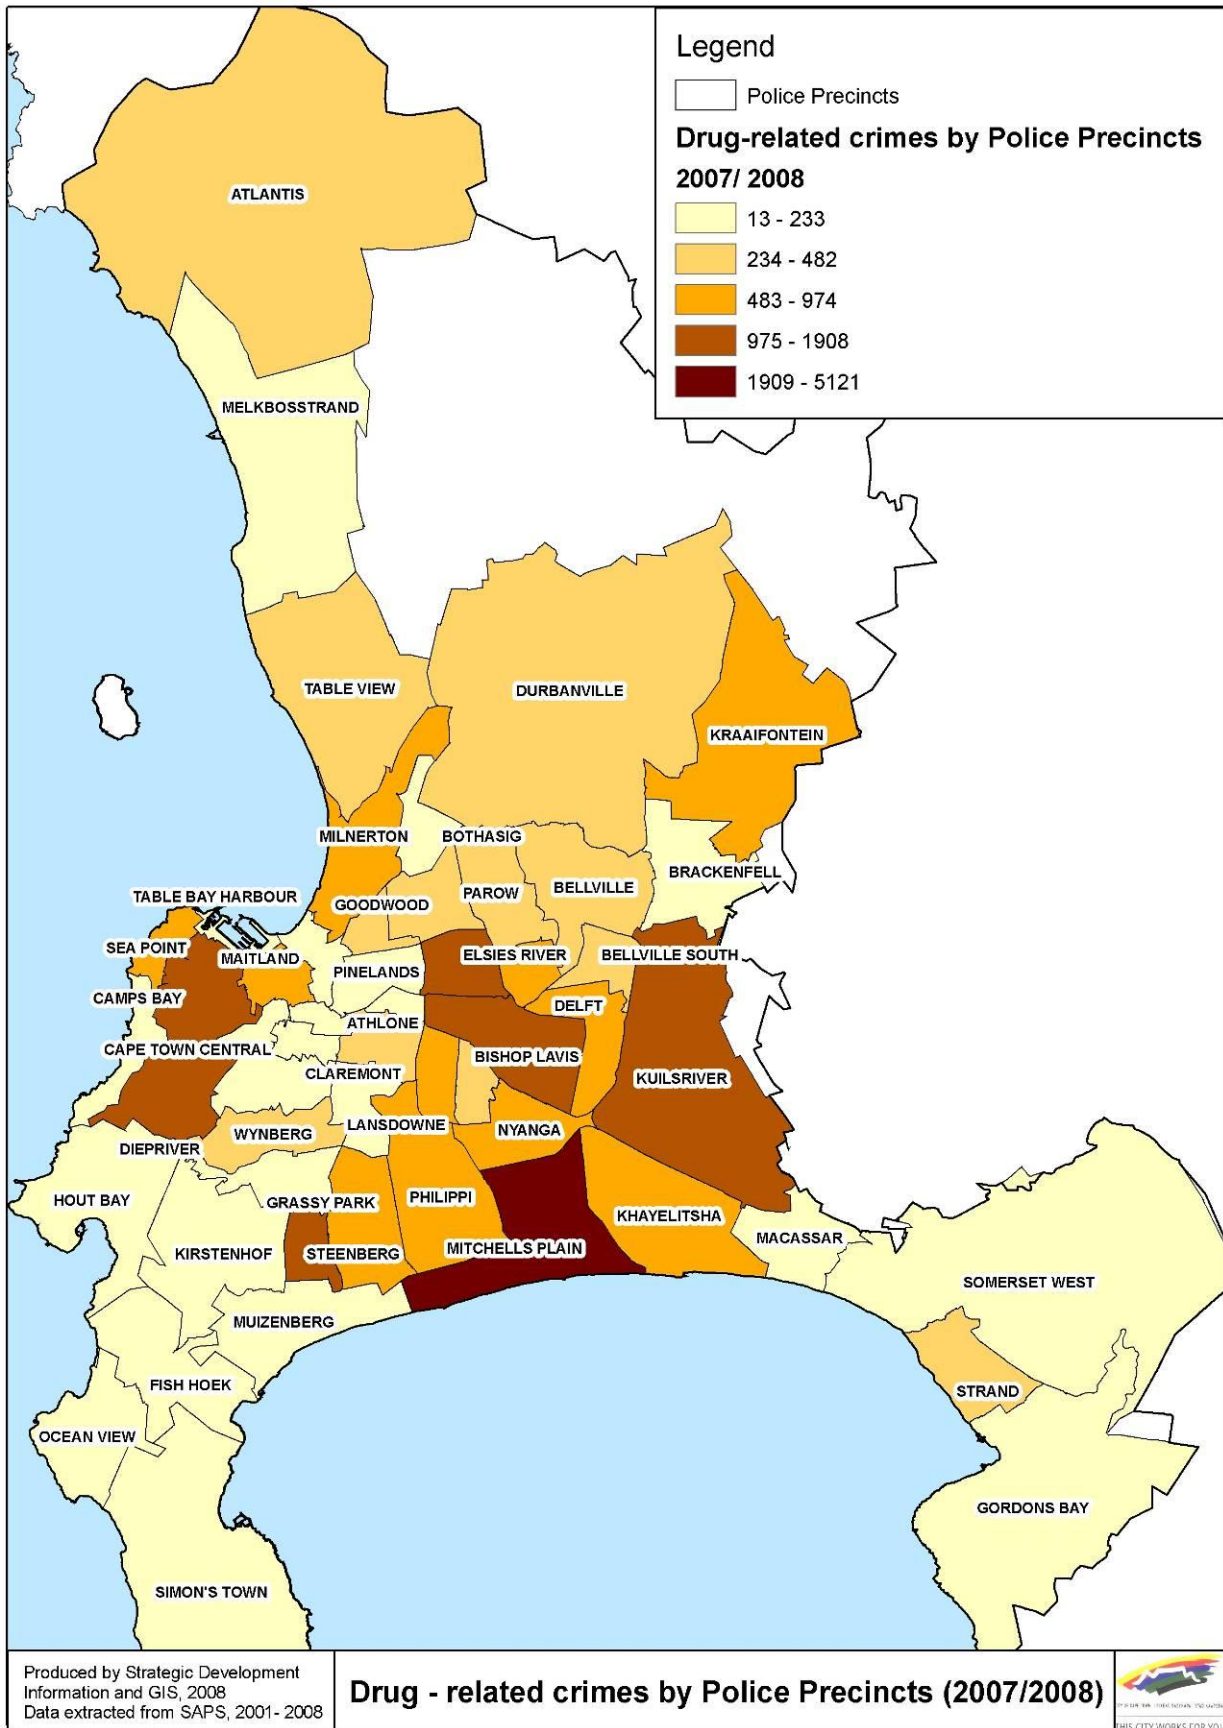 Legend
Police Precincts
Drug-related crimes by Police Precincts
2007/ 2008
13 - 233
234 - 482
483 - 974
975 - 1908
1909 - 5121
ATLANTIS
MELKBOSSTRAND
TABLE VIEW
DURBANVILLE
KRAAIFONTEIN
MILNERTON
BOTHASIG
BRACKENFELL
BELLVILLE
PAROW
TABLE BAY HARBOUR
GOODWOOD
SEA POINT
MAITLAND
ELSIES RIVER
BELLVILLE SOUTH
PINELANDS
CAMPS BAY
DELFT
ATHLONE
CAPE TOWN CENTRAL
BISHOP LAVIS
CLAREMONT
KUILSRIVER
LANSDOWNE
NYANGA
WYNBERG
DIEPRIVER
HOUT BAY
GRASSY PARK
PHILIPPI
KHAYELITSHA
MACASSAR
KIRSTENHOF
STEENBERG
MITCHELLS PLAIN
SOMERSET WEST
MUIZENBERG
FISH HOEK
STRAND
OCEAN VIEW
GORDONS BAY
SIMON'S TOWN
Produced by Strategic Development
Information and GIS, 2008
Data extracted from SAPS, 2001- 2008
Drug - related crimes by Police Precincts (2007/2008)
THIS CITY WORKS FOR YOU